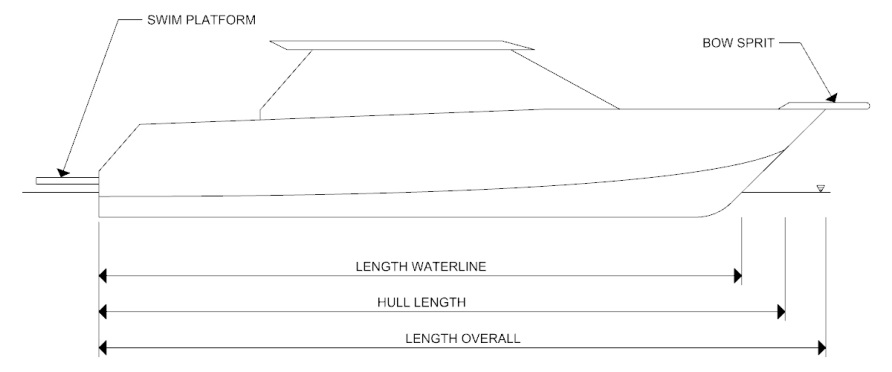 SWIM PLATFORM
BOW SPRIT
LENGTH WATERLINE
HULL LENGTH
LENGTH OVERALL